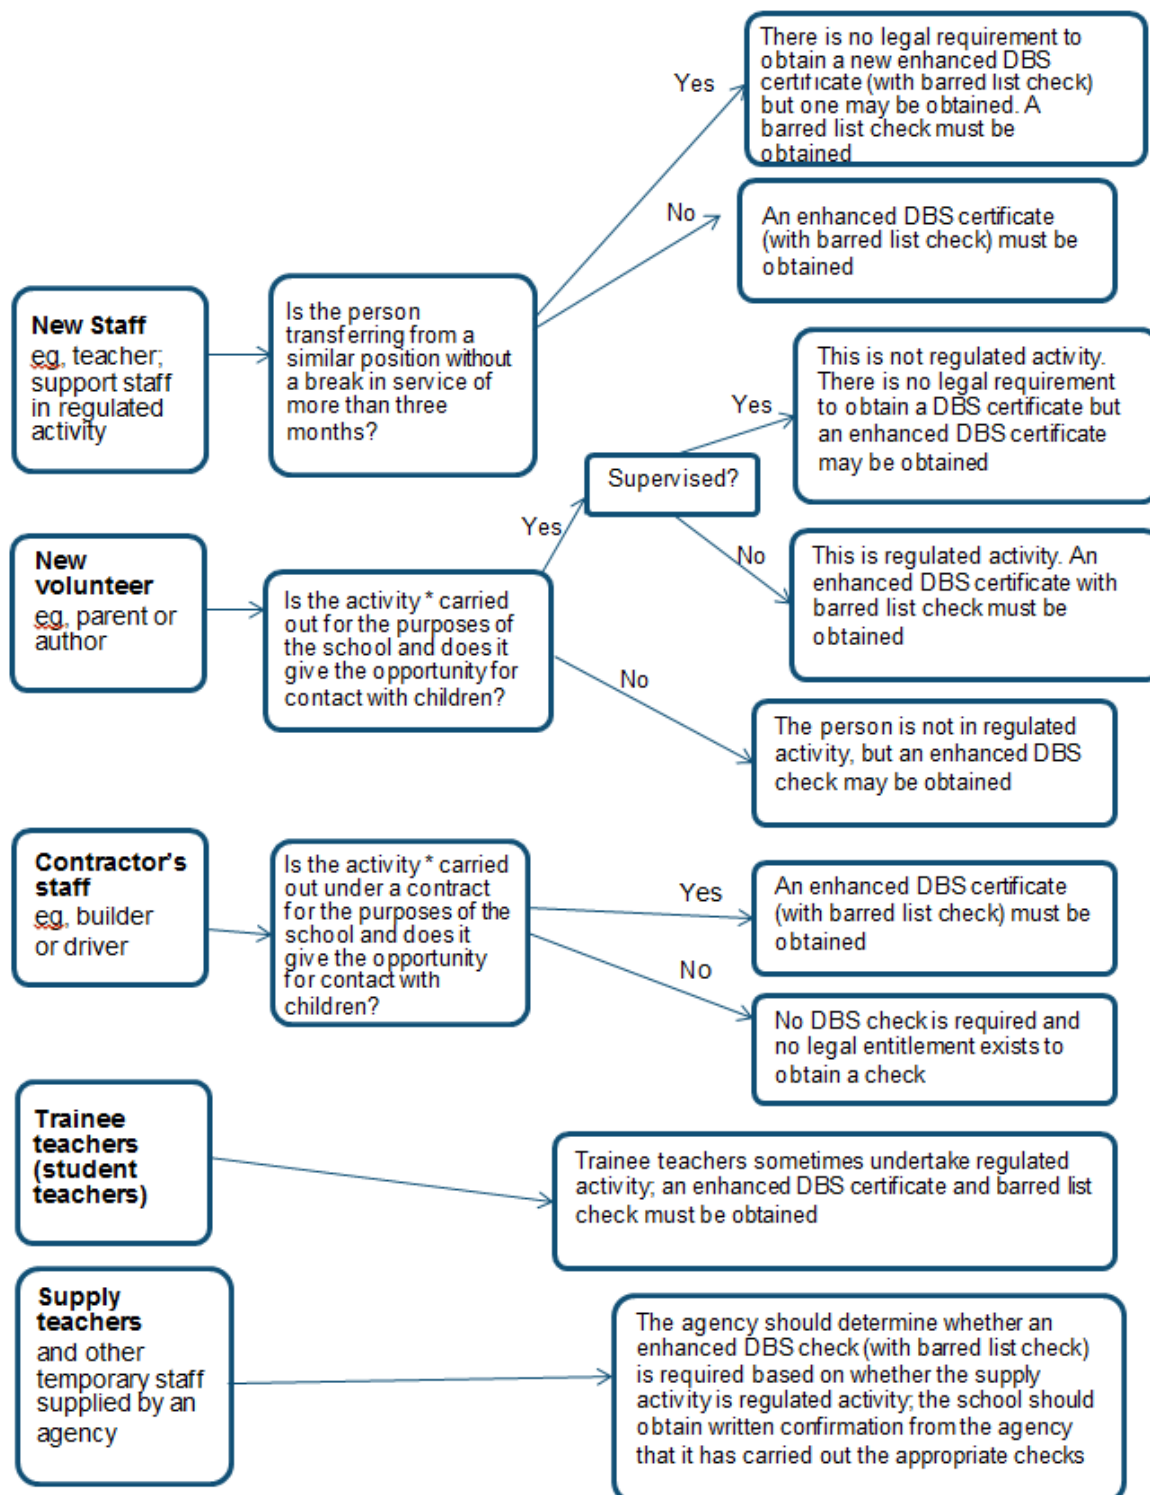 There is no legal requirement to
obtain a new enhanced DBS
certificate (with barred list check)
but one may be obtained. A
barred list check must be
obtained
Yes
No
An enhanced DBS certificate
(with barred list check) must be
obtained
New Staff
eg, teacher;
support staff
in regulated
activity
Is the person
transferring from a
similar position without
a break in service of
more than three
months?
This is not regulated activity.
There is no legal requirement
to obtain a DBS certificate but
an enhanced DBS certificate
may be obtained
Yes
Supervised?
Yes
No
This is regulated activity. An
enhanced DBS certificate with
barred list check must be
obtained
New
volunteer
eg, parent or
author
Is the activity * carried
out for the purposes of
the school and does it
give the opportunity for
contact with children?
No
The person is not in regulated
activity, but an enhanced DBS
check may be obtained
Contractor's
staff
eg, builder
or driver
Is the activity * carried
out under a contract
for the purposes of the
school and does it
give the opportunity
for contact with
children?
Yes
An enhanced DBS certificate
(with barred list check) must be
obtained
No
No DBS check is required and
no legal entitlement exists to
obtain a check
Trainee
teachers
(student
teachers)
Trainee teachers sometimes undertake regulated
activity; an enhanced DBS certificate and barred list
check must be obtained
Supply
teachers
and other
temporary staff
supplied by an
agency
The agency should determine whether an
enhanced DBS check (with barred list check)
is required based on whether the supply
activity is regulated activity; the school should
obtain written confirmation from the agency
that it has carried out the appropriate checks